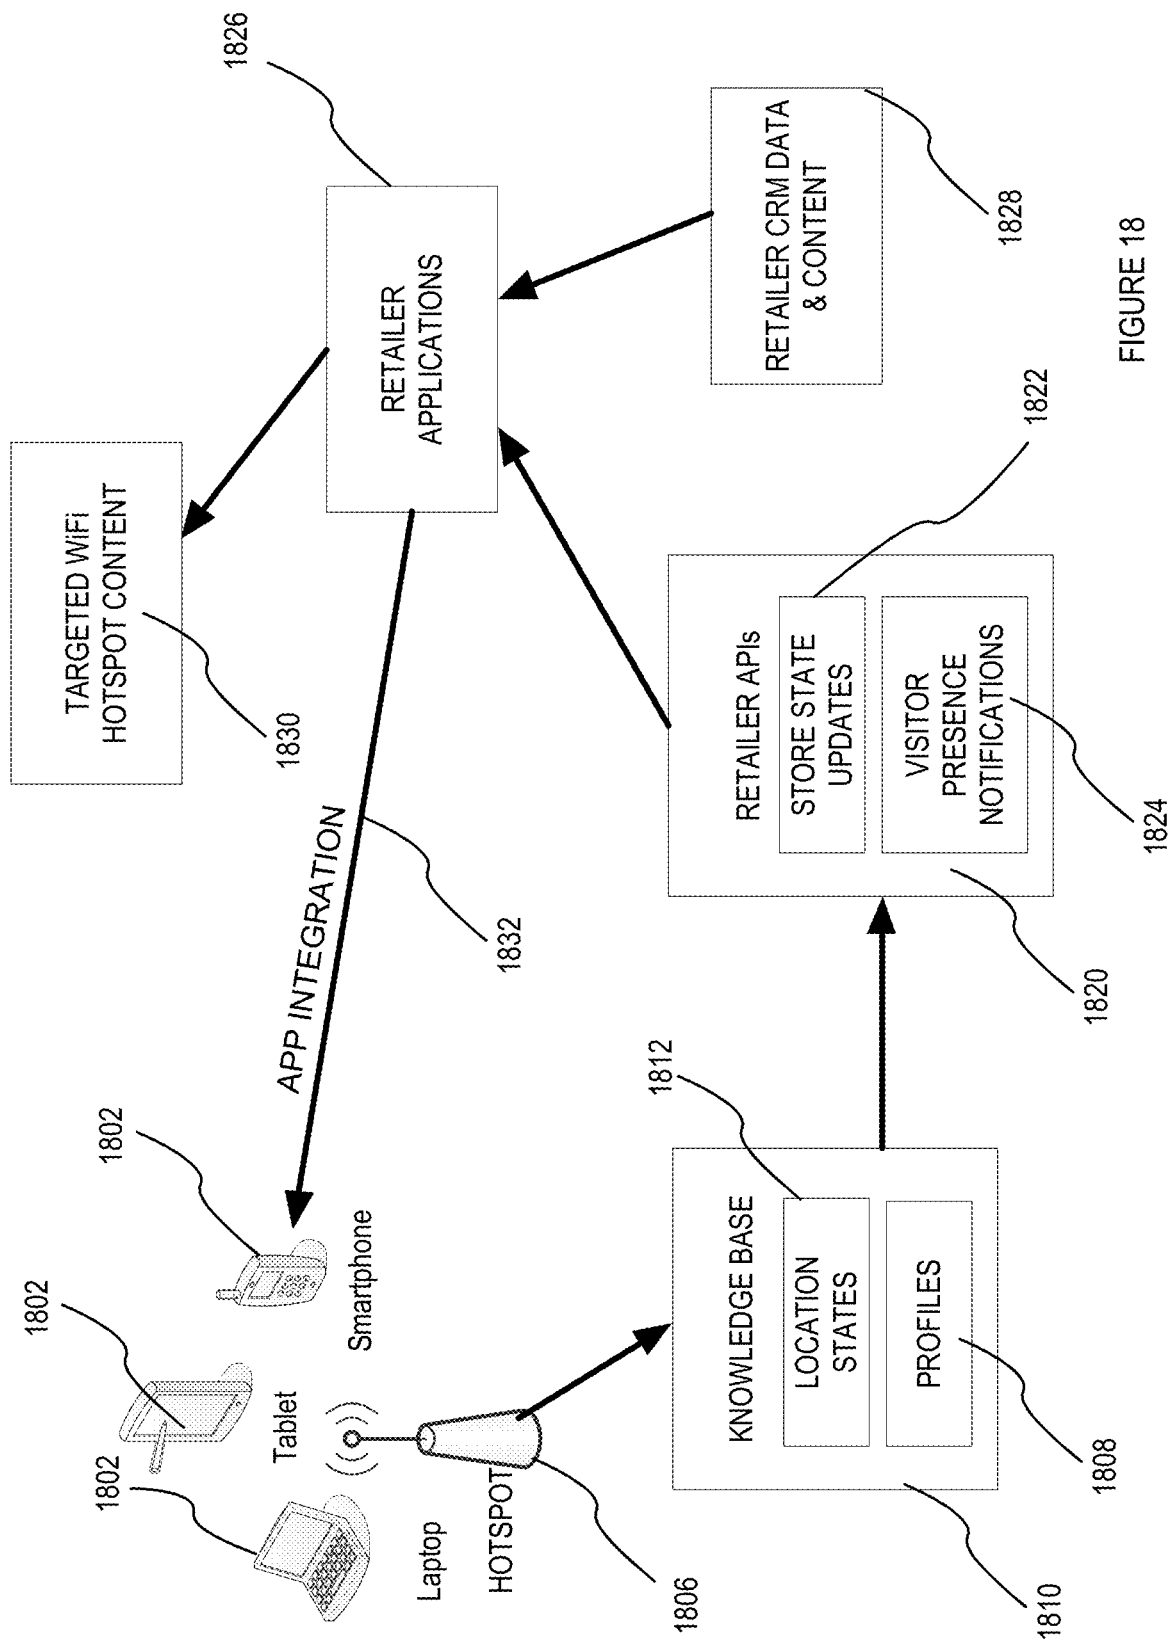 1802
1802
1802
Laptop
Tablet
Smartphone
HOTSPOT
1806
APP INTEGRATION
1832
TARGETED WiFi
HOTSPOT CONTENT
1830
RETAILER
APPLICATIONS
1826
KNOWLEDGE BASE
LOCATION
STATES
1812
PROFILES
1808
1810
RETAILER APIs
STORE STATE
UPDATES
1822
VISITOR
PRESENCE
NOTIFICATIONS
1824
1820
RETAILER CRM DATA
& CONTENT
1828
FIGURE 18